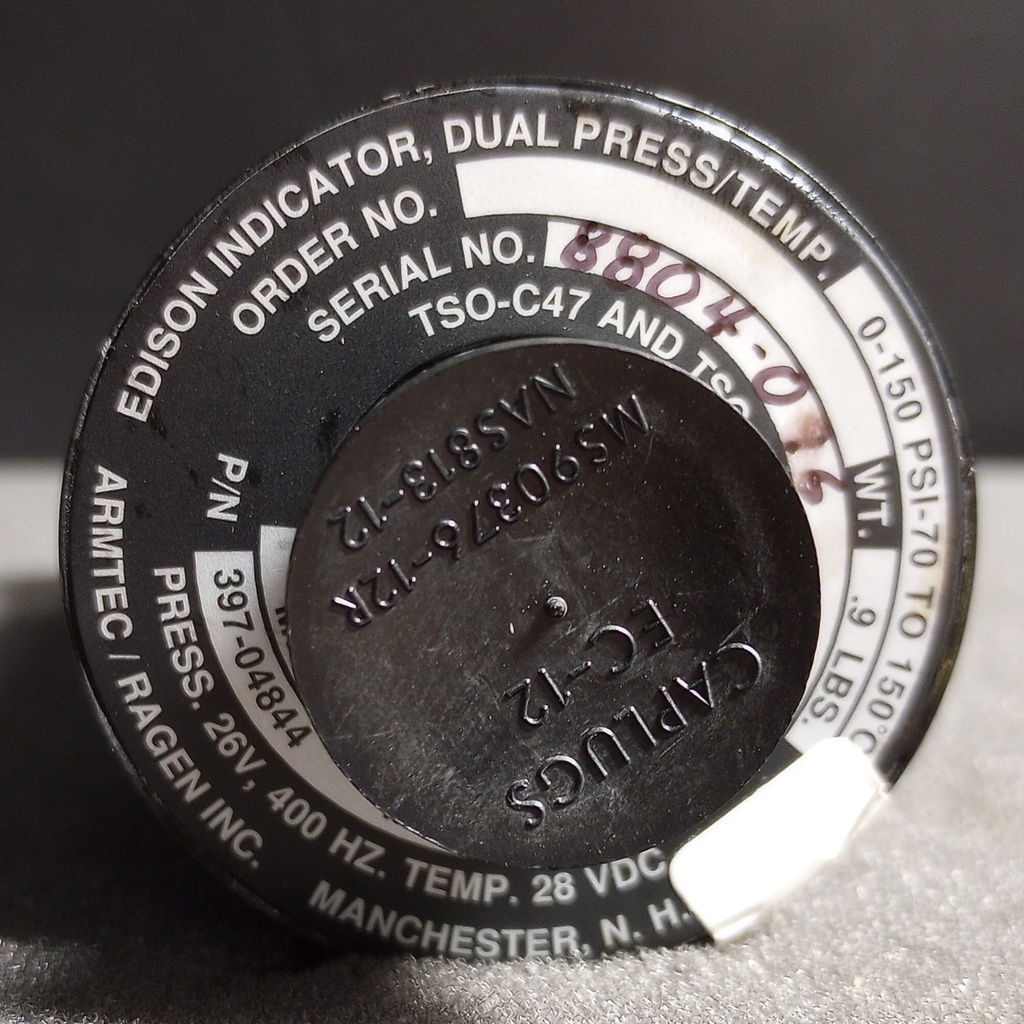 EDISON INDICATOR, DUAL PRESS/TEMP.
0-150 PSI-70 TO 150°C
ORDER NO.
SERIAL NO. 8804-036
WT. .9 LBS.
TSO-C47 AND TSO
P/N 397-04844
PRESS. 26V, 400 HZ. TEMP. 28 VDC
ARMTEC / RAGEN INC.
MANCHESTER, N. H.
CAPLUGS
EC-12
MS90376-12R
NAS813-12